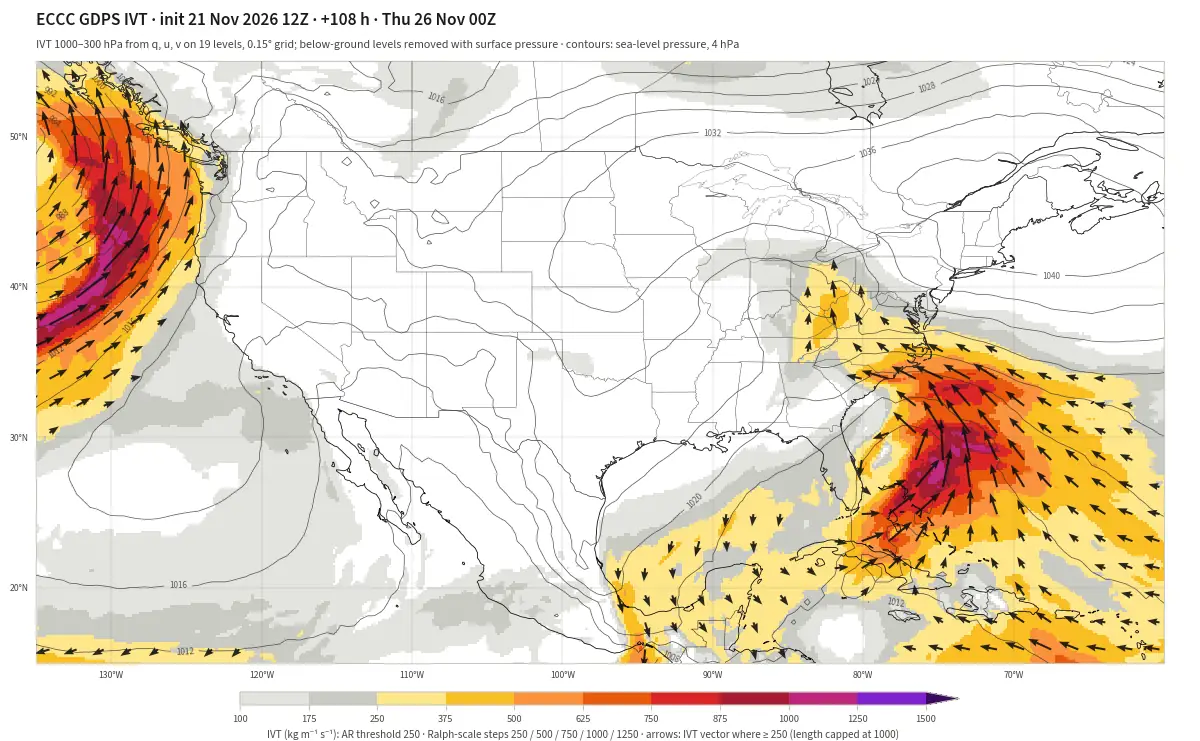 ECCC GDPS IVT · init 21 Nov 2026 12Z · +108 h · Thu 26 Nov 00Z
IVT 1000–300 hPa from q, u, v on 19 levels, 0.15° grid; below-ground levels removed with surface pressure · contours: sea-level pressure, 4 hPa
1016
1028
1032
1036
50°N
1040
40°N
30°N
1020
20°N
1016
1012
1012
1008
130°W
120°W
110°W
100°W
90°W
80°W
70°W
100
175
250
375
500
625
750
875
1000
1250
1500
IVT (kg m⁻¹ s⁻¹): AR threshold 250 · Ralph-scale steps 250 / 500 / 750 / 1000 / 1250 · arrows: IVT vector where ≥ 250 (length capped at 1000)